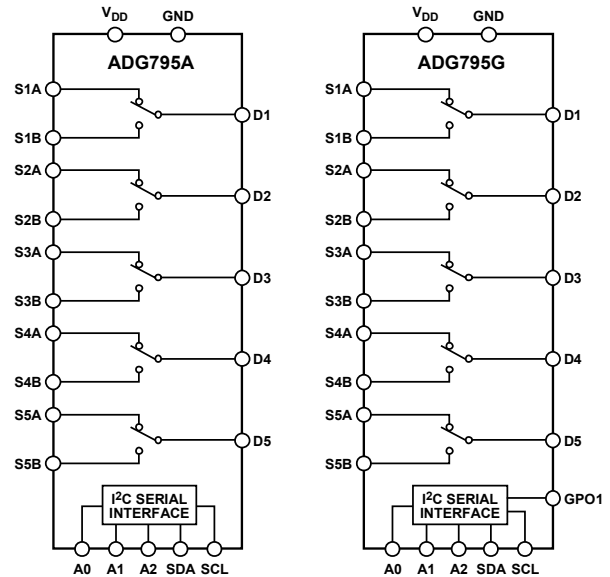 VDD GND
ADG795A
S1A
D1
S1B
S2A
D2
S2B
S3A
D3
S3B
S4A
D4
S4B
S5A
D5
S5B
I2C SERIAL
INTERFACE
A0 A1 A2 SDA SCL
VDD GND
ADG795G
S1A
D1
S1B
S2A
D2
S2B
S3A
D3
S3B
S4A
D4
S4B
S5A
D5
S5B
I2C SERIAL
INTERFACE
GPO1
A0 A1 A2 SDA SCL